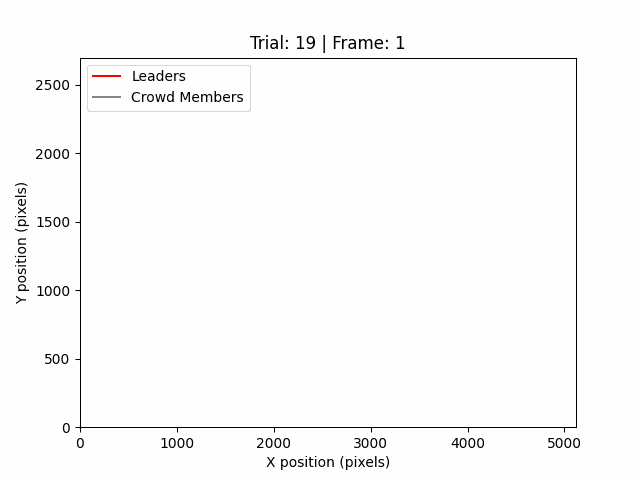 Trial: 19 | Frame: 1
Leaders
Crowd Members
2500
2000
1500
1000
500
0
Y position (pixels)
0 1000 2000 3000 4000 5000
X position (pixels)